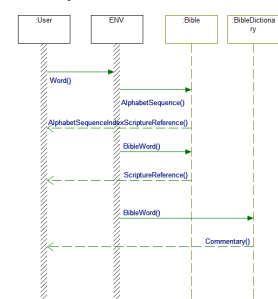 :User
ENV
:Bible
:BibleDictiona
ry
Word()
AlphabetSequence()
AlphabetSequenceIndexScriptureReference()
BibleWord()
ScriptureReference()
BibleWord()
Commentary()